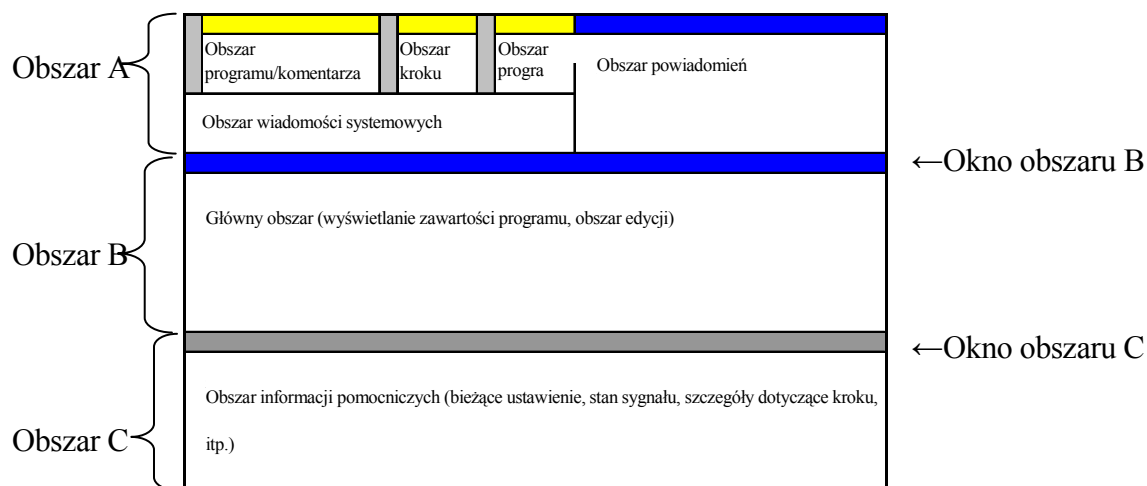 Obszar A
Obszar
programu/komentarza
Obszar
kroku
Obszar
progra
Obszar powiadomień
Obszar wiadomości systemowych
←Okno obszaru B
Obszar B
Główny obszar (wyświetlanie zawartości programu, obszar edycji)
←Okno obszaru C
Obszar C
Obszar informacji pomocniczych (bieżące ustawienie, stan sygnału, szczegóły dotyczące kroku,
itp.)